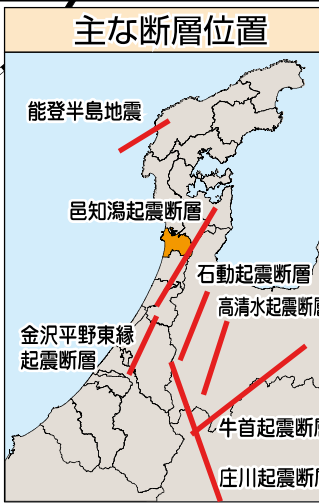 主な断層位置
能登半島地震
邑知潟起震断層
石動起震断層
高清水起震断層
金沢平野東縁
起震断層
牛首起震断
庄川起震断